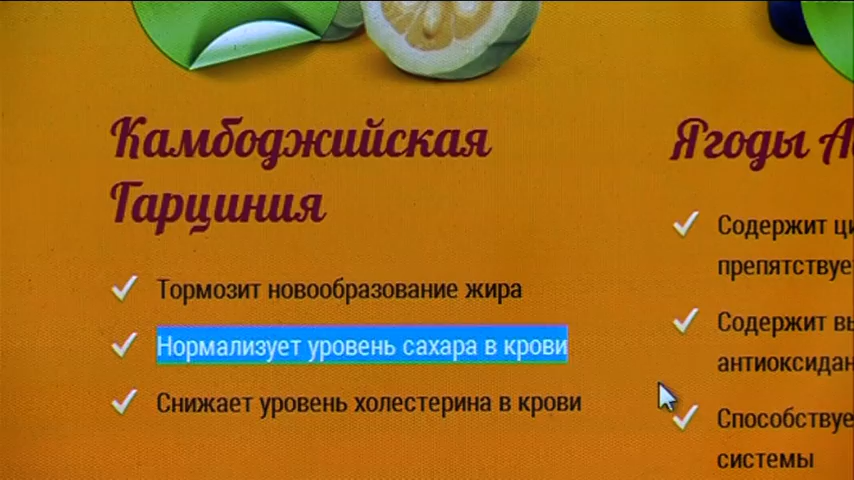 Камбоджийская
Гарциния
Тормозит новообразование жира
Нормализует уровень сахара в крови
Снижает уровень холестерина в крови
Ягоды
Содержит
препятствуе
Содержит
антиоксидан
Способствуе
системы